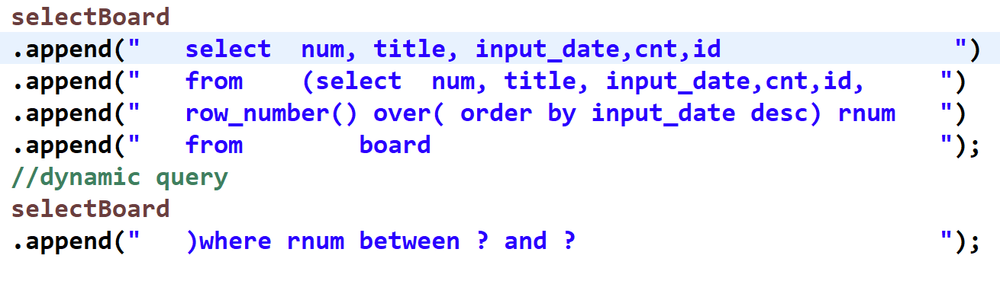 selectBoard
.append("   select  num, title, input_date,cnt,id                ")
.append("   from    (select  num, title, input_date,cnt,id,     ")
.append("   row_number() over( order by input_date desc) rnum   ")
.append("   from        board                                   ");
//dynamic query
selectBoard
.append("   )where rnum between ? and ?                         ");